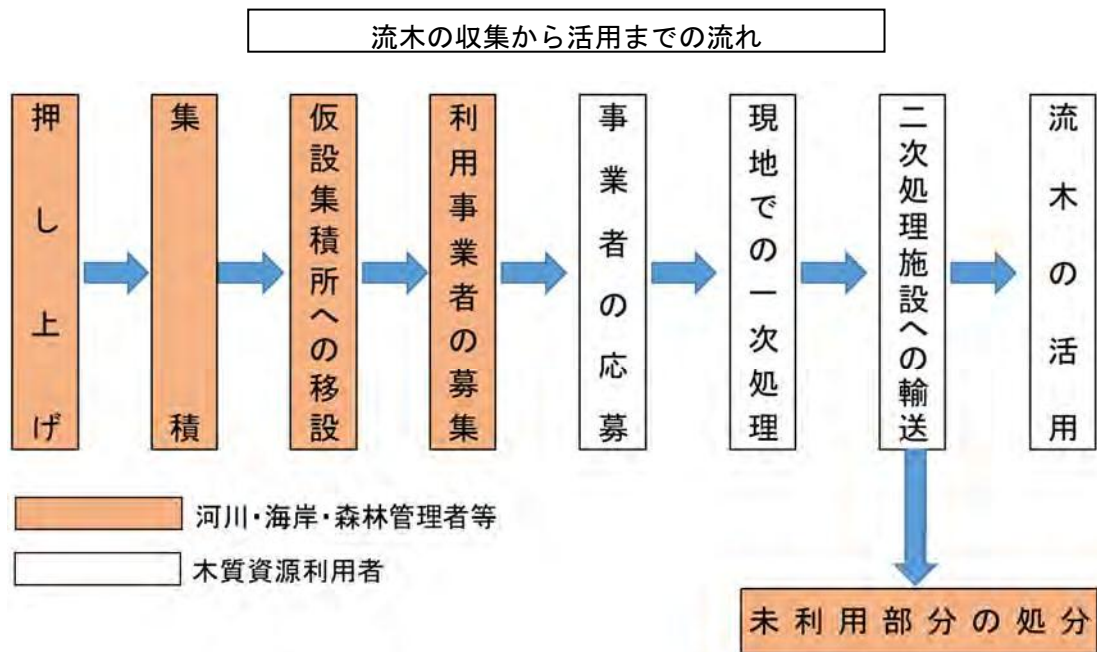 流木の収集から活用までの流れ
押し上げ
集積
仮設集積所への移設
利用事業者の募集
事業者の応募
現地での一次処理
二次処理施設への輸送
流木の活用
河川・海岸・森林管理者等
木質資源利用者
未利用部分の処分